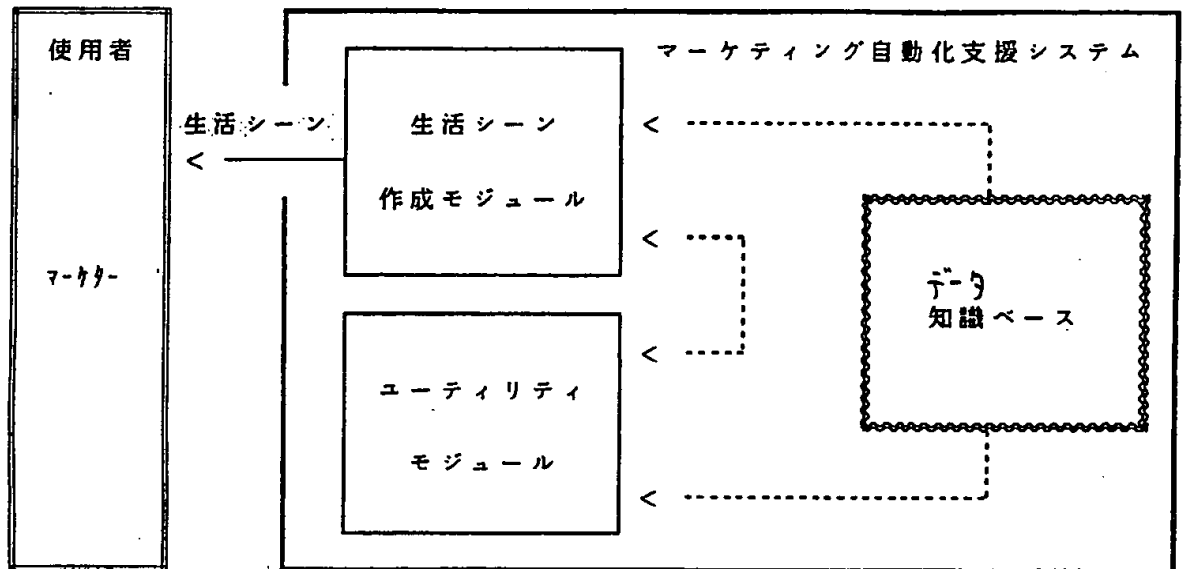 使用者
マーケター
生活シーン
マーケティング自動化支援システム
生活シーン
作成モジュール
ユーティリティ
モジュール
データ
知識ベース